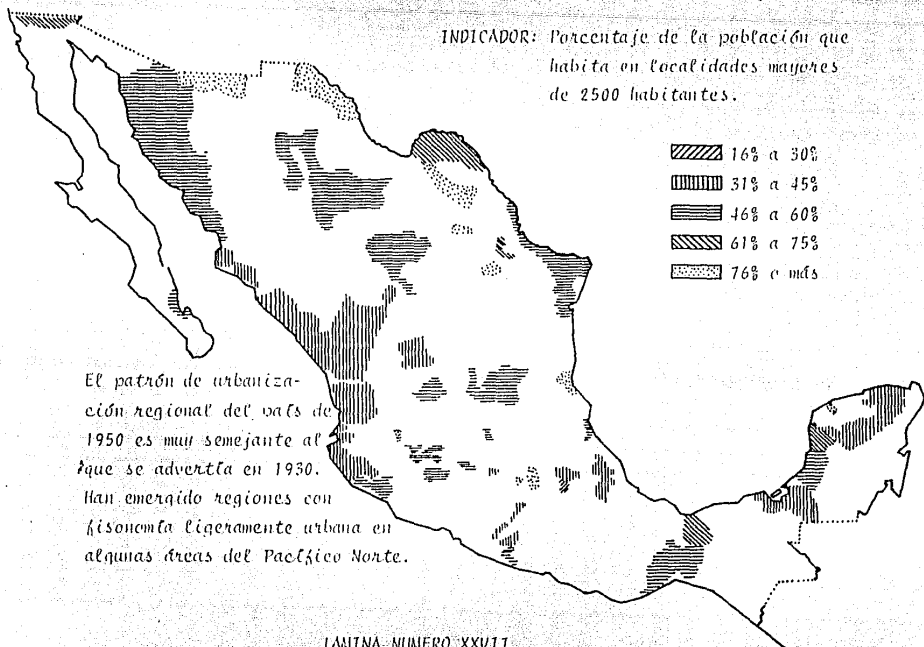 INDICADOR: Porcentaje de la población que
habita en localidades mayores
de 2500 habitantes.
16% a 30%
31% a 45%
46% a 60%
61% a 75%
76% o más
El patrón de urbaniza-
ción regional del país de
1950 es muy semejante al
que se advertía en 1930.
Han emergido regiones con
fisonomía ligeramente urbana en
algunas áreas del Pacífico Norte.
LAMINA NUMERO XXVII